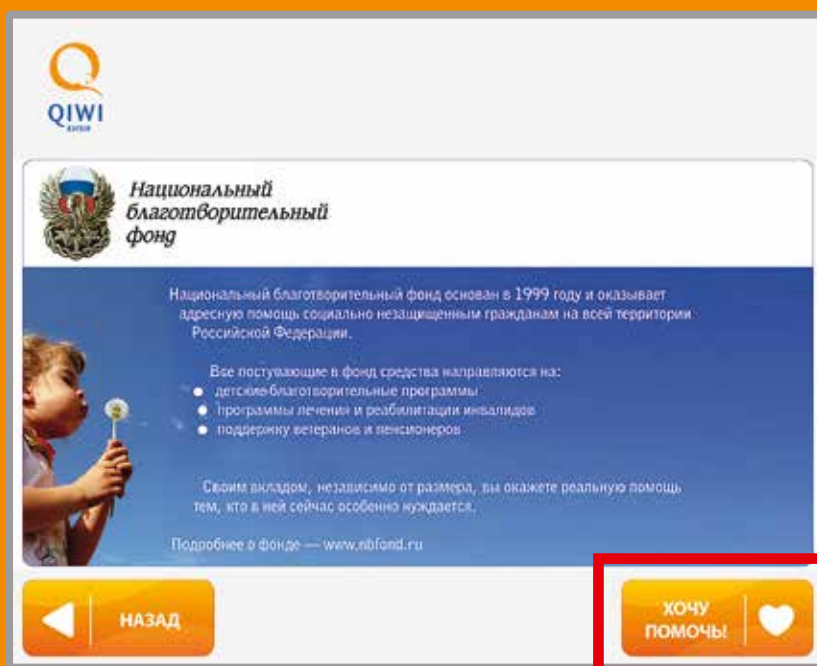 QIWI
Национальный
благотворительный
фонд
Национальный благотворительный фонд основан в 1999 году и оказывает
адресную помощь социально незащищенным гражданам на всей территории
Российской Федерации.
Все поступающие в фонд средства направляются на:
детские благотворительные программы
программы лечения и реабилитации инвалидов
поддержку ветеранов и пенсионеров
Своим вкладом, независимо от размера, вы окажете реальную помощь
тем, кто в ней сейчас особенно нуждается.
Подробнее о фонде — www.nbfond.ru
НАЗАД
ХОЧУ
ПОМОЧЬ!